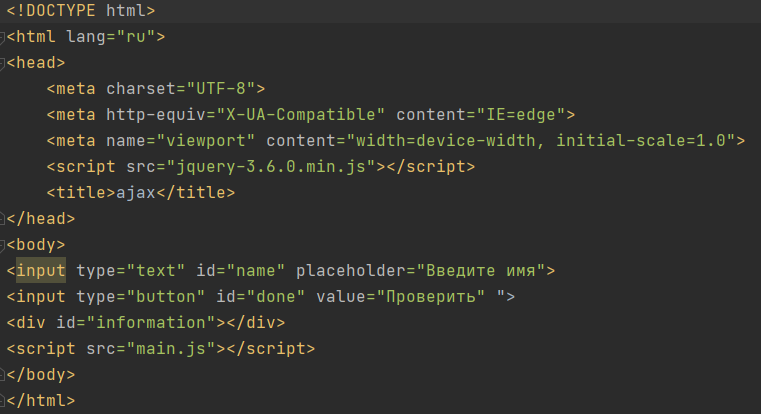 <!DOCTYPE html>
<html lang="ru">
<head>
    <meta charset="UTF-8">
    <meta http-equiv="X-UA-Compatible" content="IE=edge">
    <meta name="viewport" content="width=device-width, initial-scale=1.0">
    <script src="jquery-3.6.0.min.js"></script>
    <title>ajax</title>
</head>
<body>
<input type="text" id="name" placeholder="Введите имя">
<input type="button" id="done" value="Проверить" ">
<div id="information"></div>
<script src="main.js"></script>
</body>
</html>